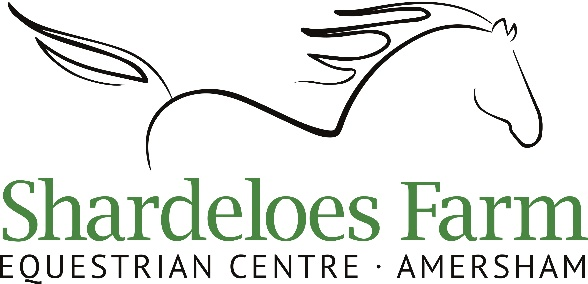 Shardeloes Farm
EQUESTRIAN CENTRE · AMERSHAM